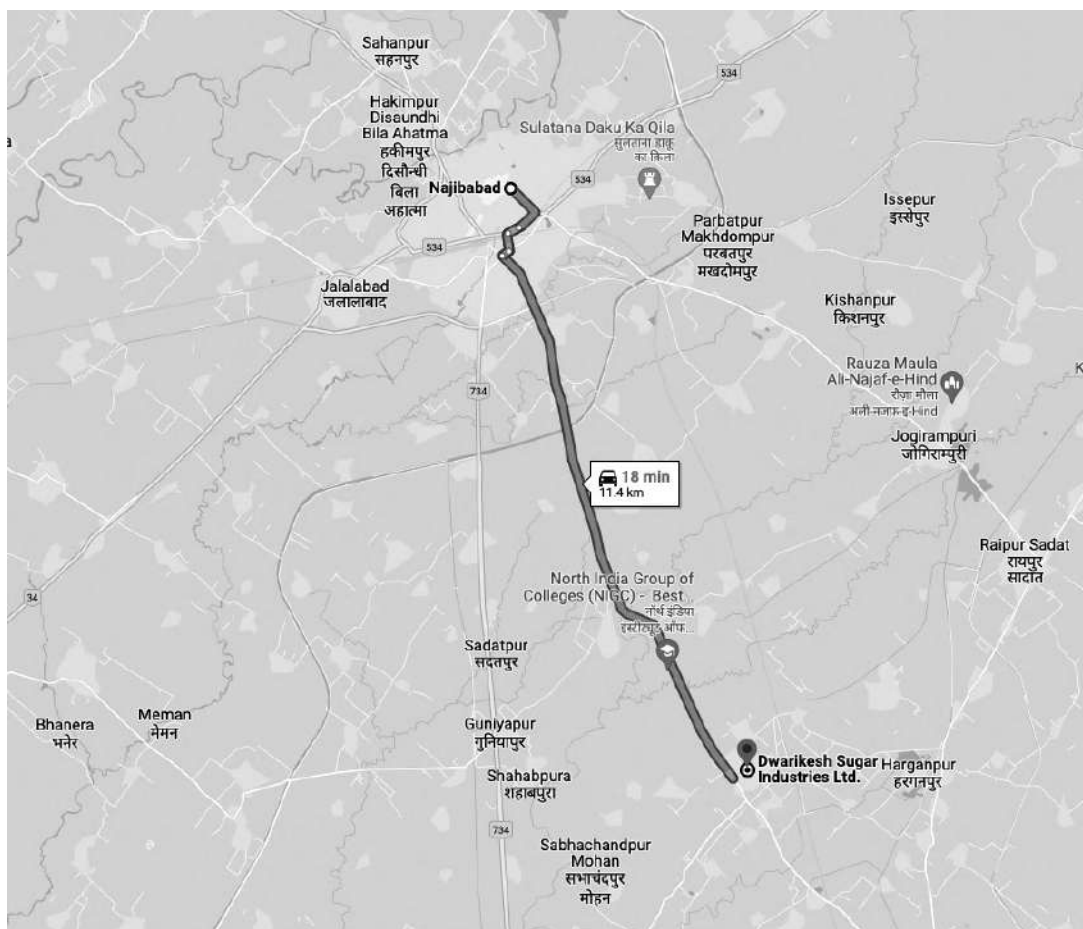 Sahanpur
सहनपुर
534
Hakimpur
Disaundhi
Bila Ahatma
हकीमपुर
दिसौन्धी
बिला
अहात्मा
Sulatana Daku Ka Qila
सुलताना डाकू
का किला
Najibabad
534
Issepur
इस्सेपुर
Parbatpur
Makhdompur
परबतपुर
मखदोमपुर
534
Jalalabad
जलालाबाद
Kishanpur
किशनपुर
Rauza Maula
Ali-Najaf-e-Hind
रौज़ा मौला
अली-नजफ़-इ-Hind
734
Jogirampuri
जोगिराम्पुरी
18 min
11.4 km
Raipur Sadat
रायपुर
सादात
North India Group of
Colleges (NIGC) - Best...
नॉर्थ इंडिया
इंस्टीट्यूट ऑफ...
34
Sadatpur
सदतपुर
Bhanera
भनेर
Meman
मेमन
Guniyapur
गुनियापुर
Shahabpura
शहाबपुरा
Dwarikesh Sugar
Industries Ltd.
Harganpur
हरगनपुर
734
Sabhachandpur
Mohan
सभाचंदपुर
मोहन